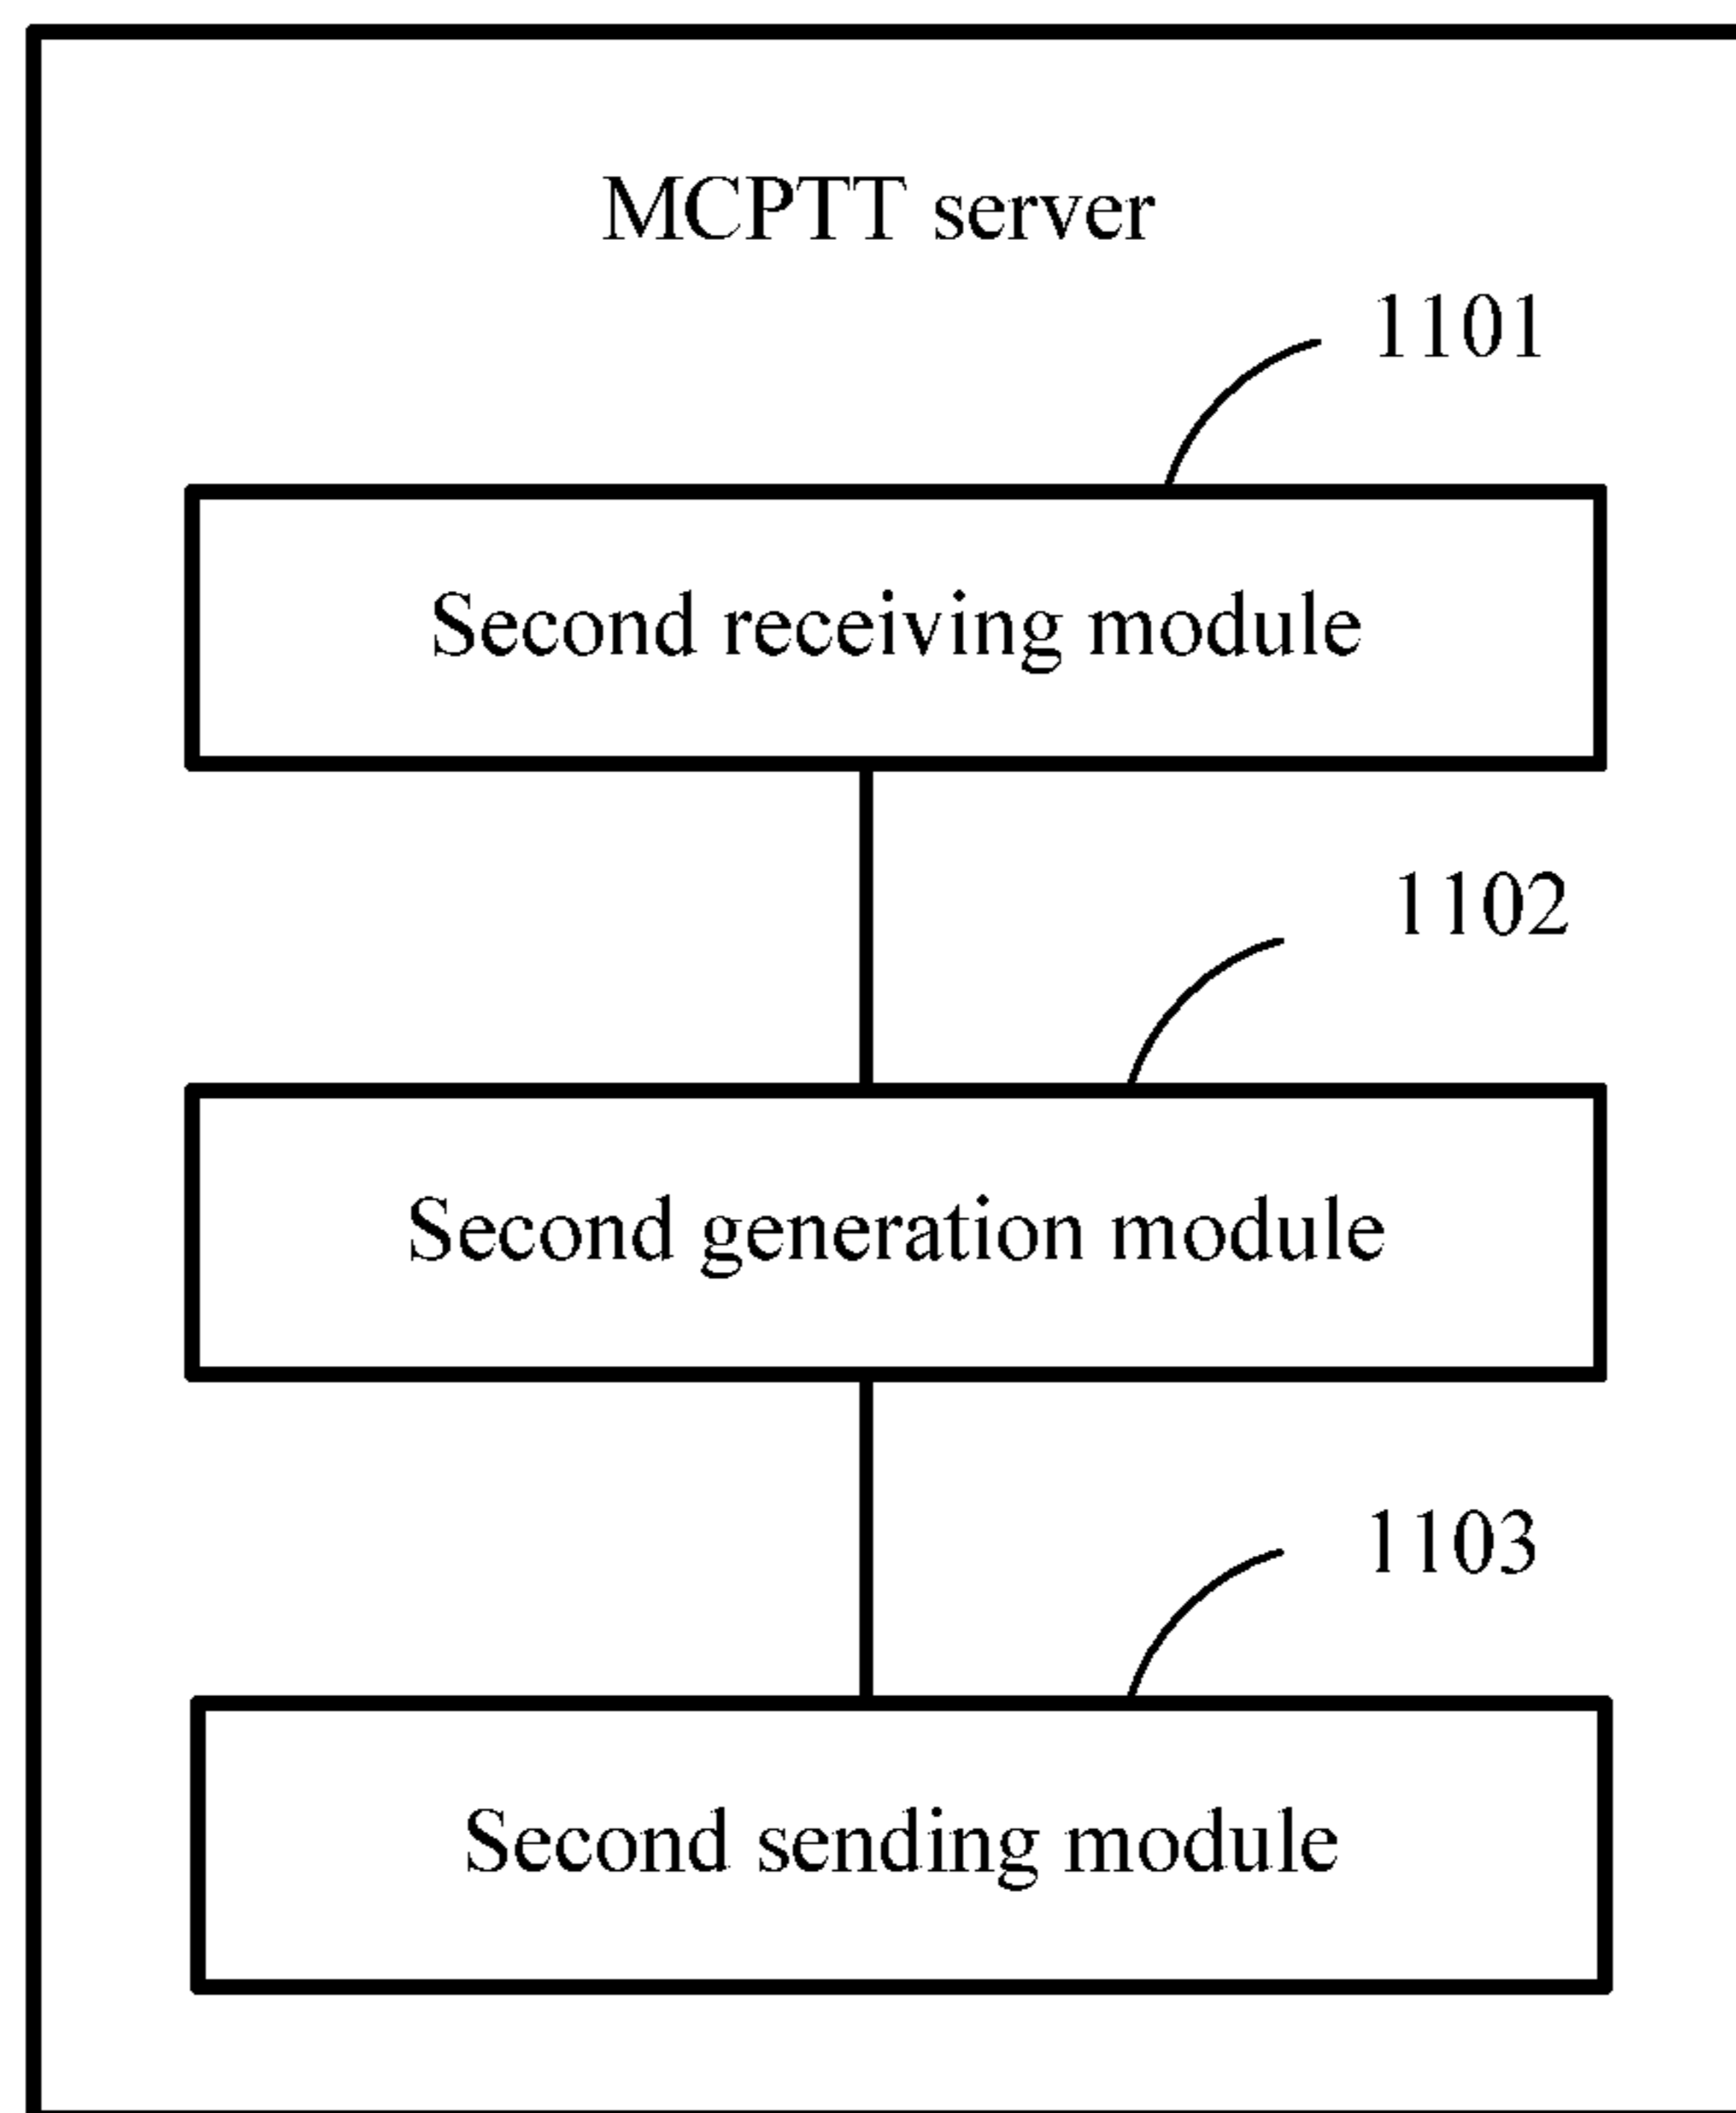 MCPTT server
1101
Second receiving module
1102
Second generation module
1103
Second sending module